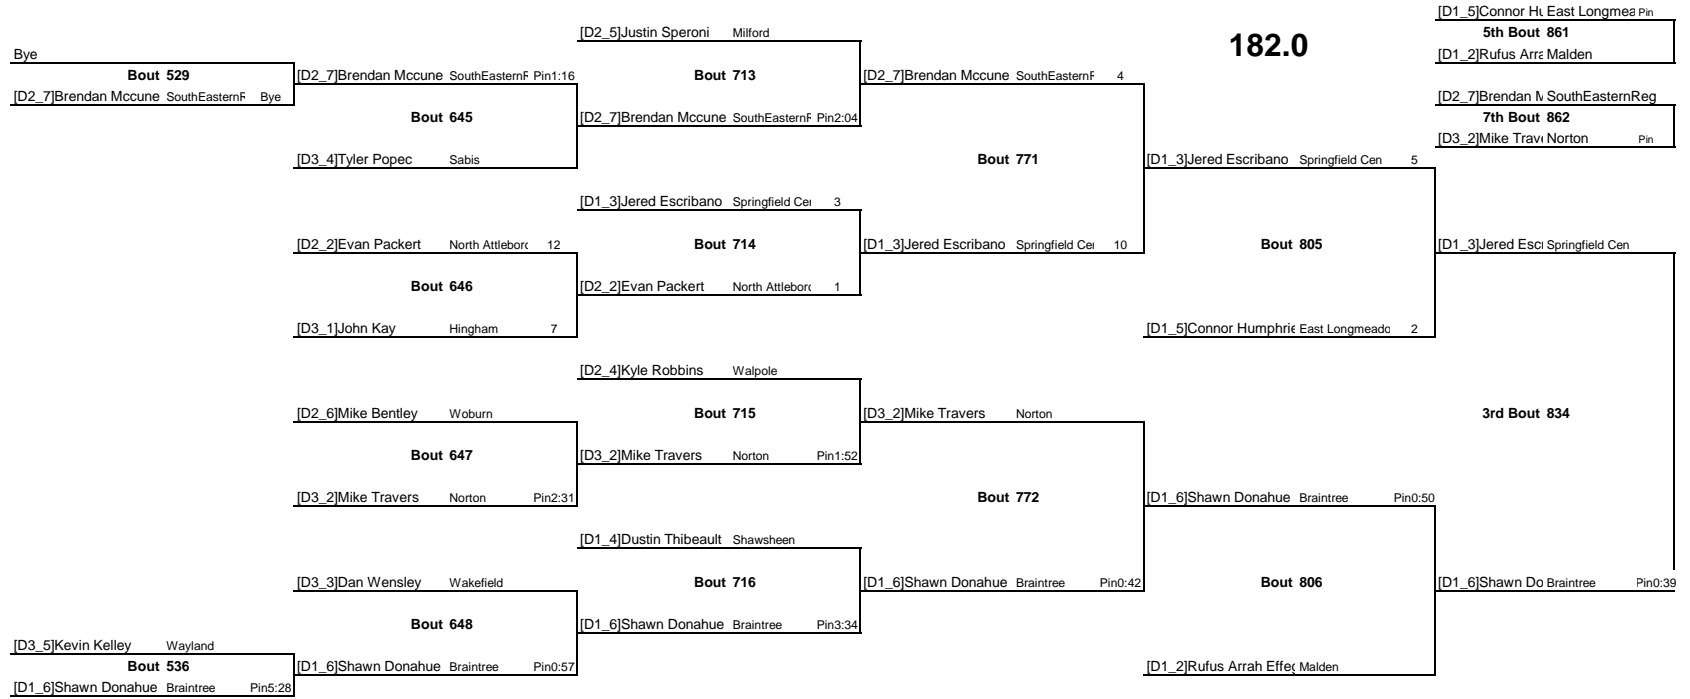 [D1_5]Connor Hu East Longmea Pin
[D2_5]Justin Speroni Milford
5th Bout 861
182.0
Bye
[D1_2]Rufus Arra Malden
Bout 529
[D2_7]Brendan Mccune SouthEasternR Pin1:16
Bout 713
[D2_7]Brendan Mccune SouthEasternR 4
[D2_7]Brendan Mccune SouthEasternR Bye
[D2_7]Brendan M SouthEasternReg
Bout 645
[D2_7]Brendan Mccune SouthEasternR Pin2:04
7th Bout 862
[D3_2]Mike Trave Norton Pin
[D3_4]Tyler Popec Sabis
Bout 771
[D1_3]Jered Escribano Springfield Cen 5
[D1_3]Jered Escribano Springfield Cen 3
[D2_2]Evan Packert North Attleboro 12
Bout 714
[D1_3]Jered Escribano Springfield Cen 10
Bout 805
[D1_3]Jered Escri Springfield Cen
Bout 646
[D2_2]Evan Packert North Attleboro 1
[D3_1]John Kay Hingham 7
[D1_5]Connor Humphrie East Longmeado 2
[D2_4]Kyle Robbins Walpole
[D2_6]Mike Bentley Woburn
Bout 715
[D3_2]Mike Travers Norton
3rd Bout 834
Bout 647
[D3_2]Mike Travers Norton Pin1:52
[D3_2]Mike Travers Norton Pin2:31
Bout 772
[D1_6]Shawn Donahue Braintree Pin0:50
[D1_4]Dustin Thibeault Shawsheen
[D3_3]Dan Wensley Wakefield
Bout 716
[D1_6]Shawn Donahue Braintree Pin0:42
Bout 806
[D1_6]Shawn Do Braintree Pin0:39
Bout 648
[D1_6]Shawn Donahue Braintree Pin3:34
[D3_5]Kevin Kelley Wayland
Bout 536
[D1_6]Shawn Donahue Braintree Pin0:57
[D1_2]Rufus Arrah Effeç Malden
[D1_6]Shawn Donahue Braintree Pin5:28